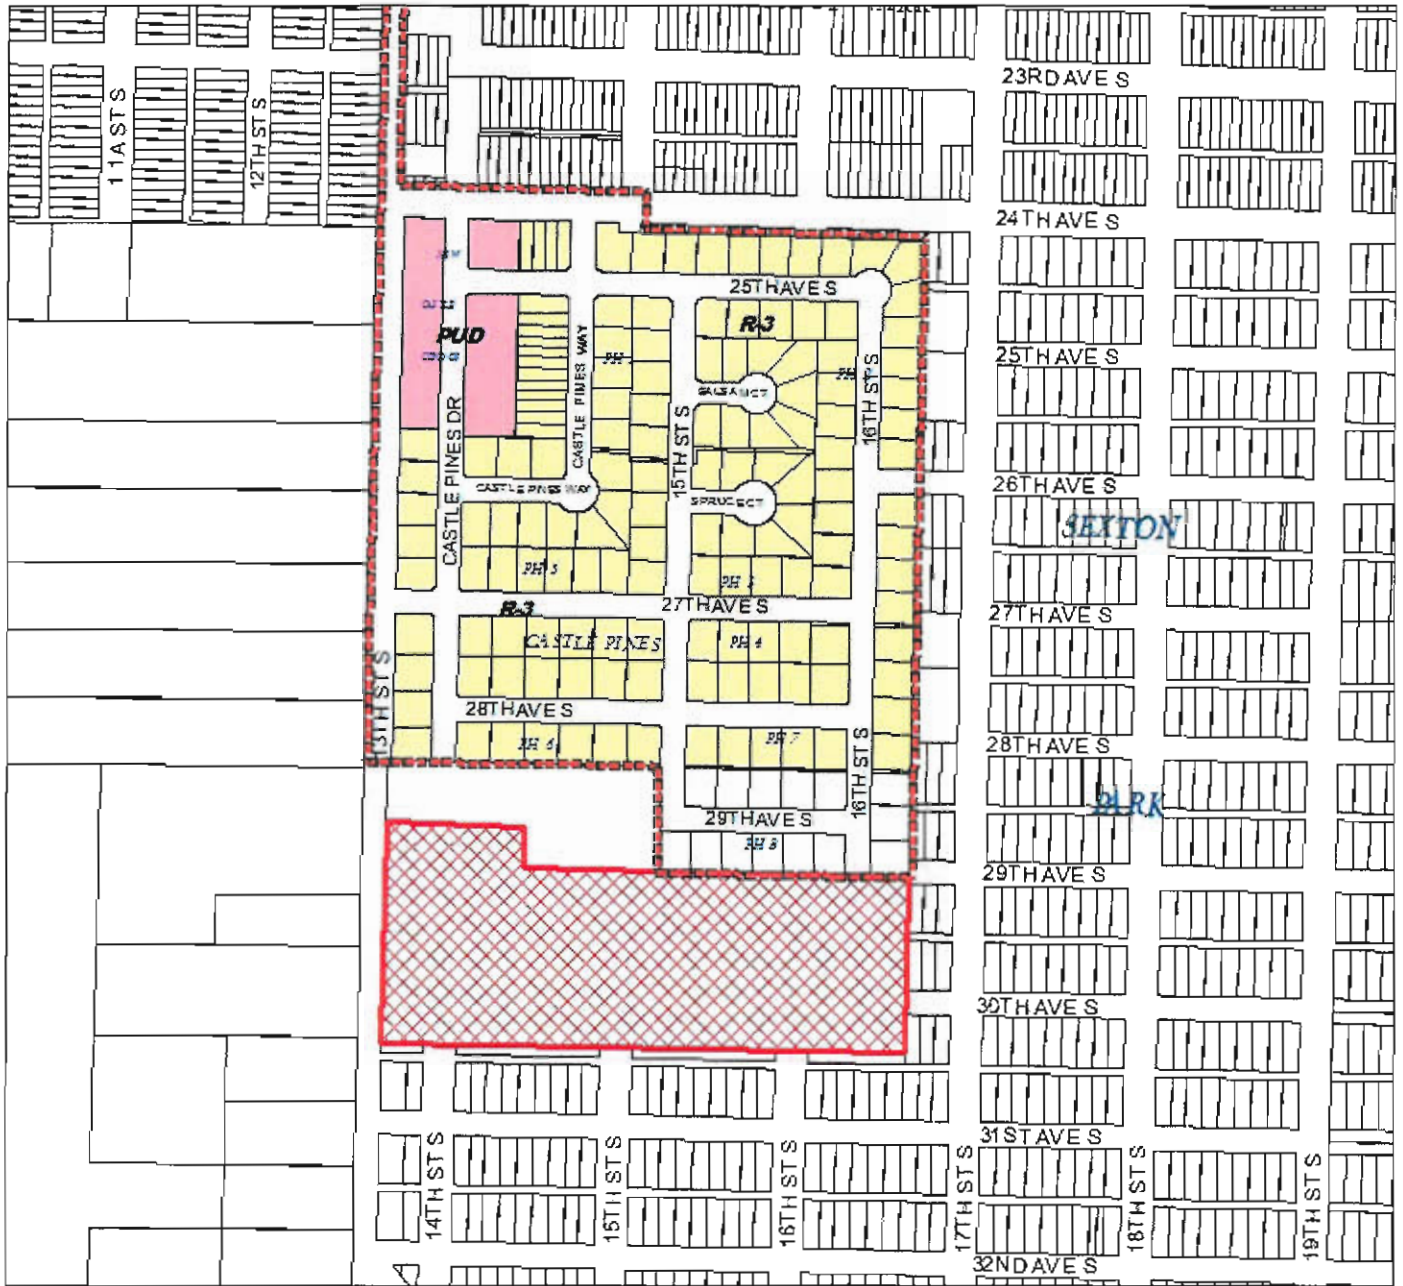 23RD AVE S
11A ST S
12TH ST S
24TH AVE S
25TH AVE S
R-3
PUD
25TH AVE S
CASTLE PINES WAY
PH
16TH ST S
CASTLE PINES DR
15TH ST S
CASTLE PINES WAY
SPRUCE CT
26TH AVE S
SEXTON
PH 5
PH 3
R-3
27TH AVE S
27TH AVE S
CASTLE PINES
PH 4
13TH ST S
28TH AVE S
PH 6
PH 7
16TH ST S
28TH AVE S
PARK
29TH AVE S
PH 8
29TH AVE S
30TH AVE S
31ST AVE S
14TH ST S
15TH ST S
16TH ST S
17TH ST S
18TH ST S
19TH ST S
32ND AVE S